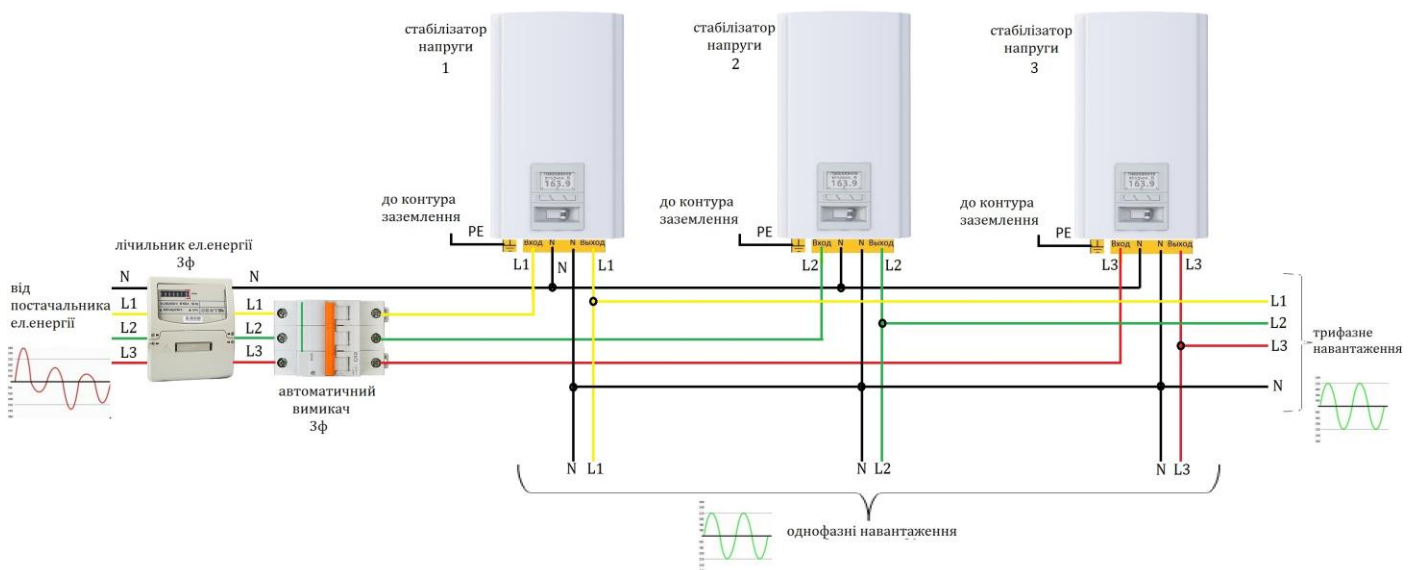 стабілізатор
напруги
1
стабілізатор
напруги
2
стабілізатор
напруги
3
163.9
163.9
163.9
до контура
заземлення
PE
до контура
заземлення
PE
до контура
заземлення
PE
Вход N N Выход
Вход N N Выход
Вход N N Выход
L1 N L1
L2 L2
L3 L3
лічильник ел.енергії
3ф
від
постачальника
ел.енергії
N N
L1 L1
L2 L2
L3 L3
автоматичний
вимикач
3ф
L1
L2
L3
N
трифазне
навантаження
N L1
N L2
N L3
однофазні навантаження